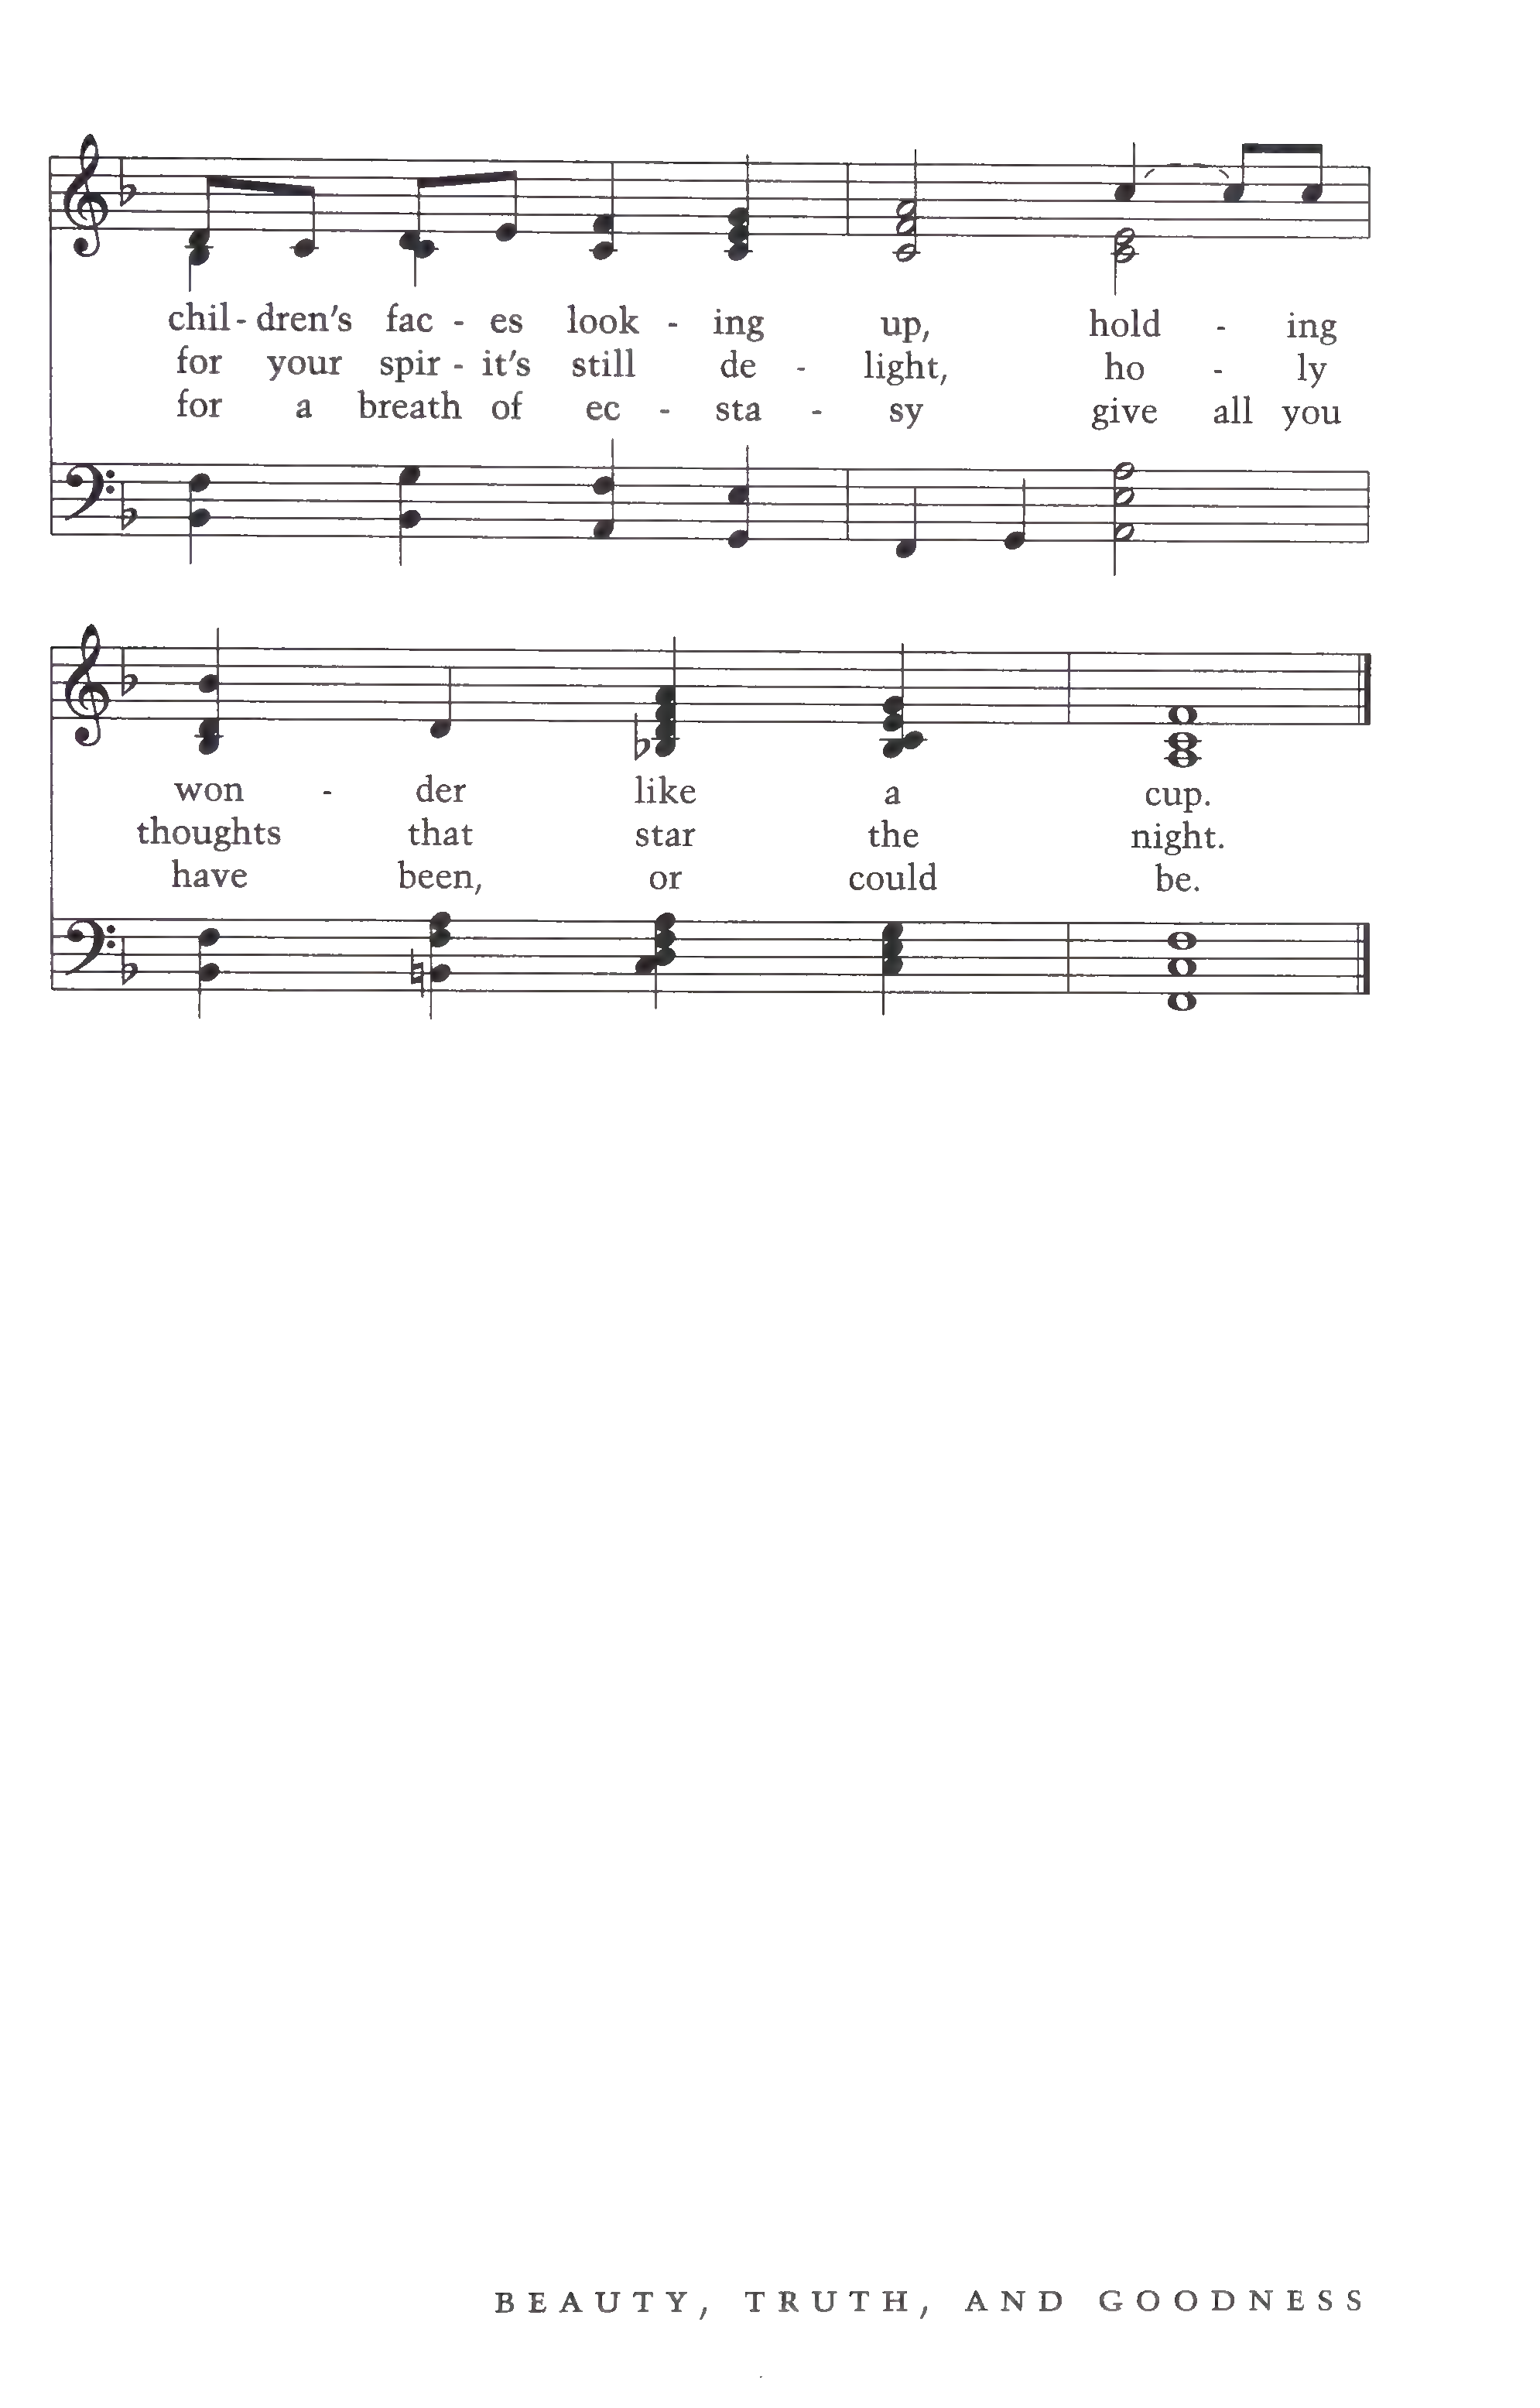 chil - dren's fac - es look - ing up, hold - ing
for your spir - it's still de - light, ho - ly
for a breath of ec - sta - sy give all you
won - der like a cup.
thoughts that star the night.
have been, or could be.
BEAUTY, TRUTH, AND GOODNESS